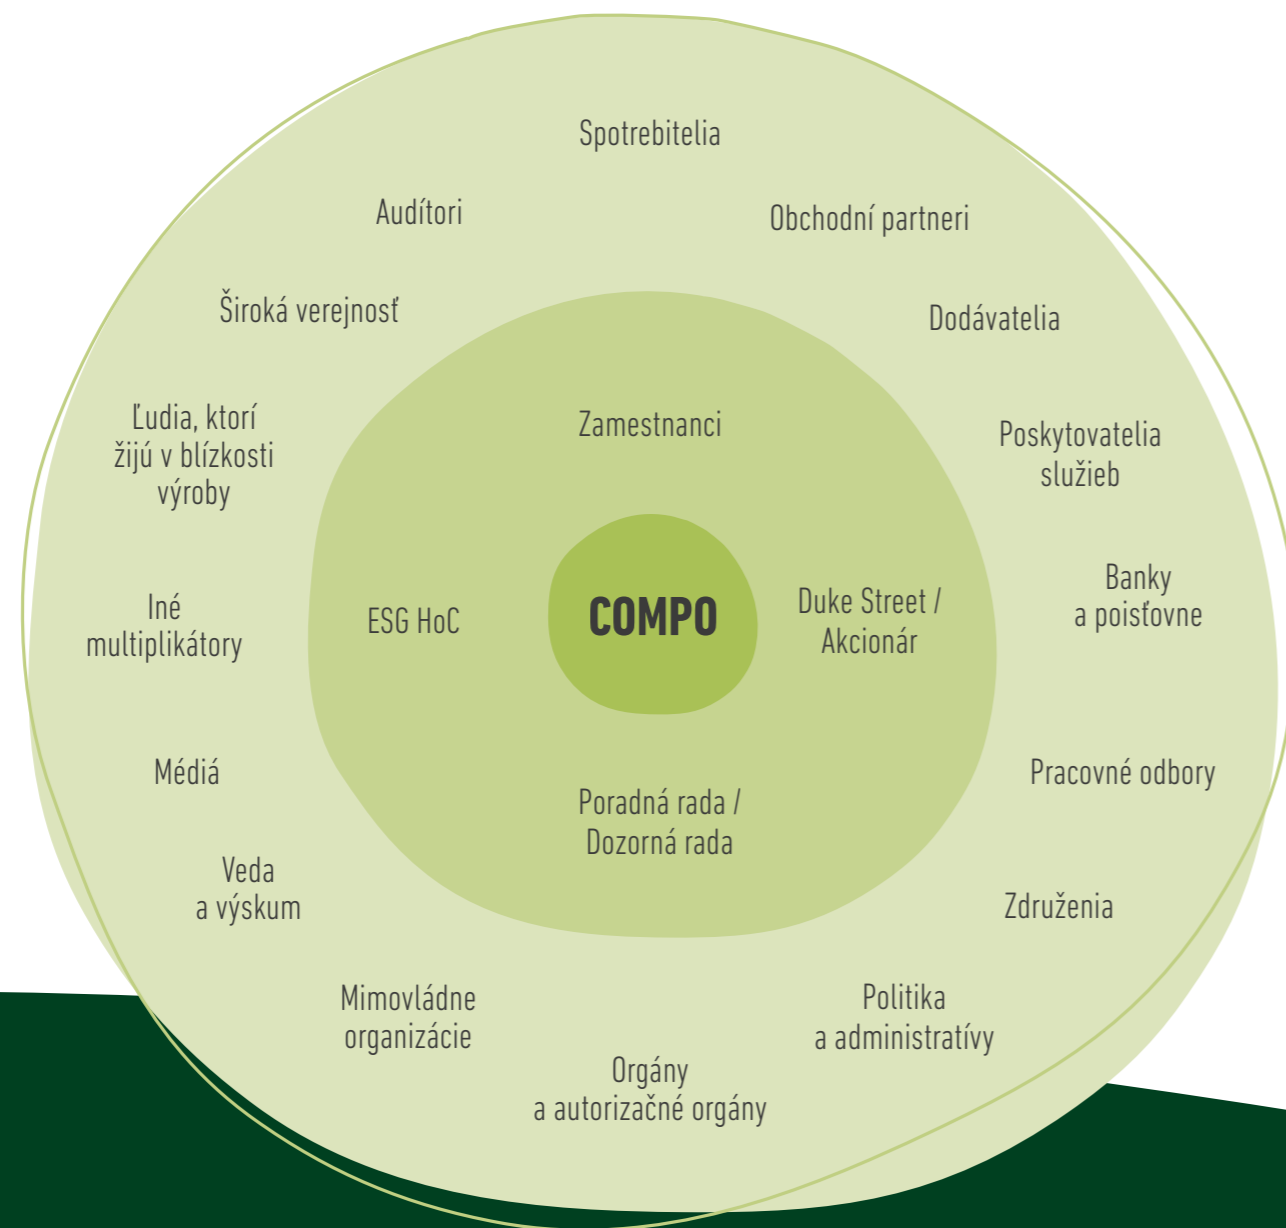 Spotrebitelia
Audítori
Obchodní partneri
Široká verejnosť
Dodávatelia
Ľudia, ktorí
žijú v blízkosti
výroby
Zamestnanci
Poskytovatelia
služieb
Iné
multiplikátory
ESG HoC
COMPO
Duke Street /
Akcionár
Banky
a poisťovne
Médiá
Poradná rada /
Dozorná rada
Pracovné odbory
Veda
a výskum
Združenia
Mimovládne
organizácie
Orgány
a autorizačné orgány
Politika
a administratívy